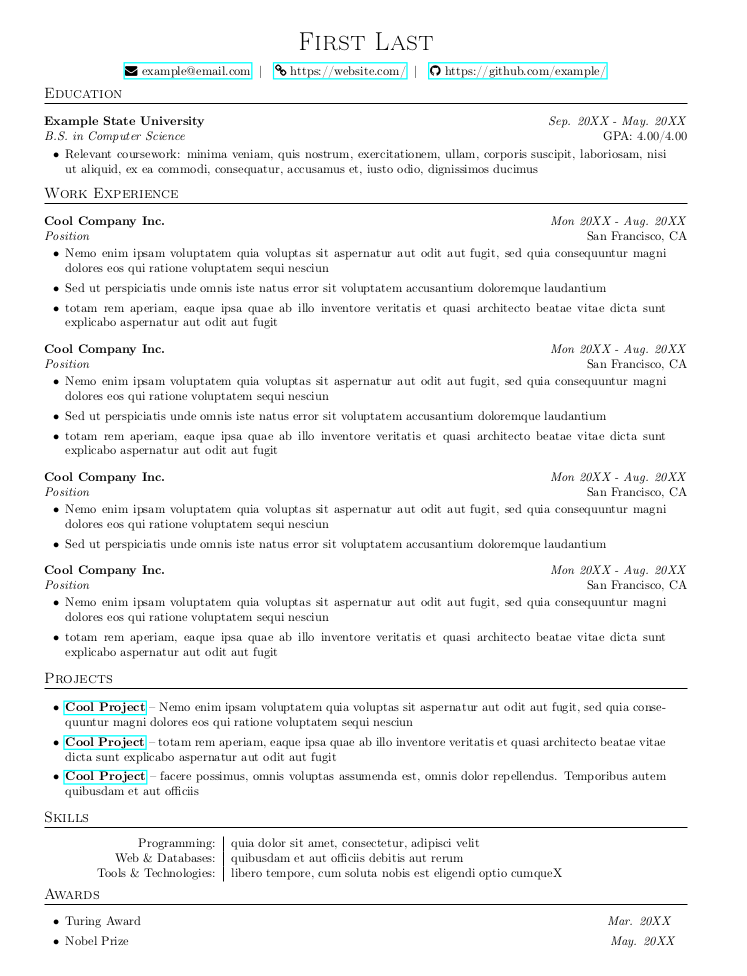 First Last
example@email.com | https://website.com/ | https://github.com/example/
Education
Example State University Sep. 20XX - May. 20XX
B.S. in Computer Science GPA: 4.00/4.00
• Relevant coursework: minima veniam, quis nostrum, exercitationem, ullam, corporis suscipit, laboriosam, nisi
ut aliquid, ex ea commodi, consequatur, accusamus et, iusto odio, dignissimos ducimus
Work Experience
Cool Company Inc. Mon 20XX - Aug. 20XX
Position San Francisco, CA
• Nemo enim ipsam voluptatem quia voluptas sit aspernatur aut odit aut fugit, sed quia consequuntur magni
dolores eos qui ratione voluptatem sequi nesciun
• Sed ut perspiciatis unde omnis iste natus error sit voluptatem accusantium doloremque laudantium
• totam rem aperiam, eaque ipsa quae ab illo inventore veritatis et quasi architecto beatae vitae dicta sunt
explicabo aspernatur aut odit aut fugit
Cool Company Inc. Mon 20XX - Aug. 20XX
Position San Francisco, CA
• Nemo enim ipsam voluptatem quia voluptas sit aspernatur aut odit aut fugit, sed quia consequuntur magni
dolores eos qui ratione voluptatem sequi nesciun
• Sed ut perspiciatis unde omnis iste natus error sit voluptatem accusantium doloremque laudantium
• totam rem aperiam, eaque ipsa quae ab illo inventore veritatis et quasi architecto beatae vitae dicta sunt
explicabo aspernatur aut odit aut fugit
Cool Company Inc. Mon 20XX - Aug. 20XX
Position San Francisco, CA
• Nemo enim ipsam voluptatem quia voluptas sit aspernatur aut odit aut fugit, sed quia consequuntur magni
dolores eos qui ratione voluptatem sequi nesciun
• Sed ut perspiciatis unde omnis iste natus error sit voluptatem accusantium doloremque laudantium
Cool Company Inc. Mon 20XX - Aug. 20XX
Position San Francisco, CA
• Nemo enim ipsam voluptatem quia voluptas sit aspernatur aut odit aut fugit, sed quia consequuntur magni
dolores eos qui ratione voluptatem sequi nesciun
• totam rem aperiam, eaque ipsa quae ab illo inventore veritatis et quasi architecto beatae vitae dicta sunt
explicabo aspernatur aut odit aut fugit
Projects
• Cool Project – Nemo enim ipsam voluptatem quia voluptas sit aspernatur aut odit aut fugit, sed quia conse-
quuntur magni dolores eos qui ratione voluptatem sequi nesciun
• Cool Project – totam rem aperiam, eaque ipsa quae ab illo inventore veritatis et quasi architecto beatae vitae
dicta sunt explicabo aspernatur aut odit aut fugit
• Cool Project – facere possimus, omnis voluptas assumenda est, omnis dolor repellendus. Temporibus autem
quibusdam et aut officiis
Skills
Programming: quia dolor sit amet, consectetur, adipisci velit
Web & Databases: quibusdam et aut officiis debitis aut rerum
Tools & Technologies: libero tempore, cum soluta nobis est eligendi optio cumqueX
Awards
• Turing Award Mar. 20XX
• Nobel Prize May. 20XX